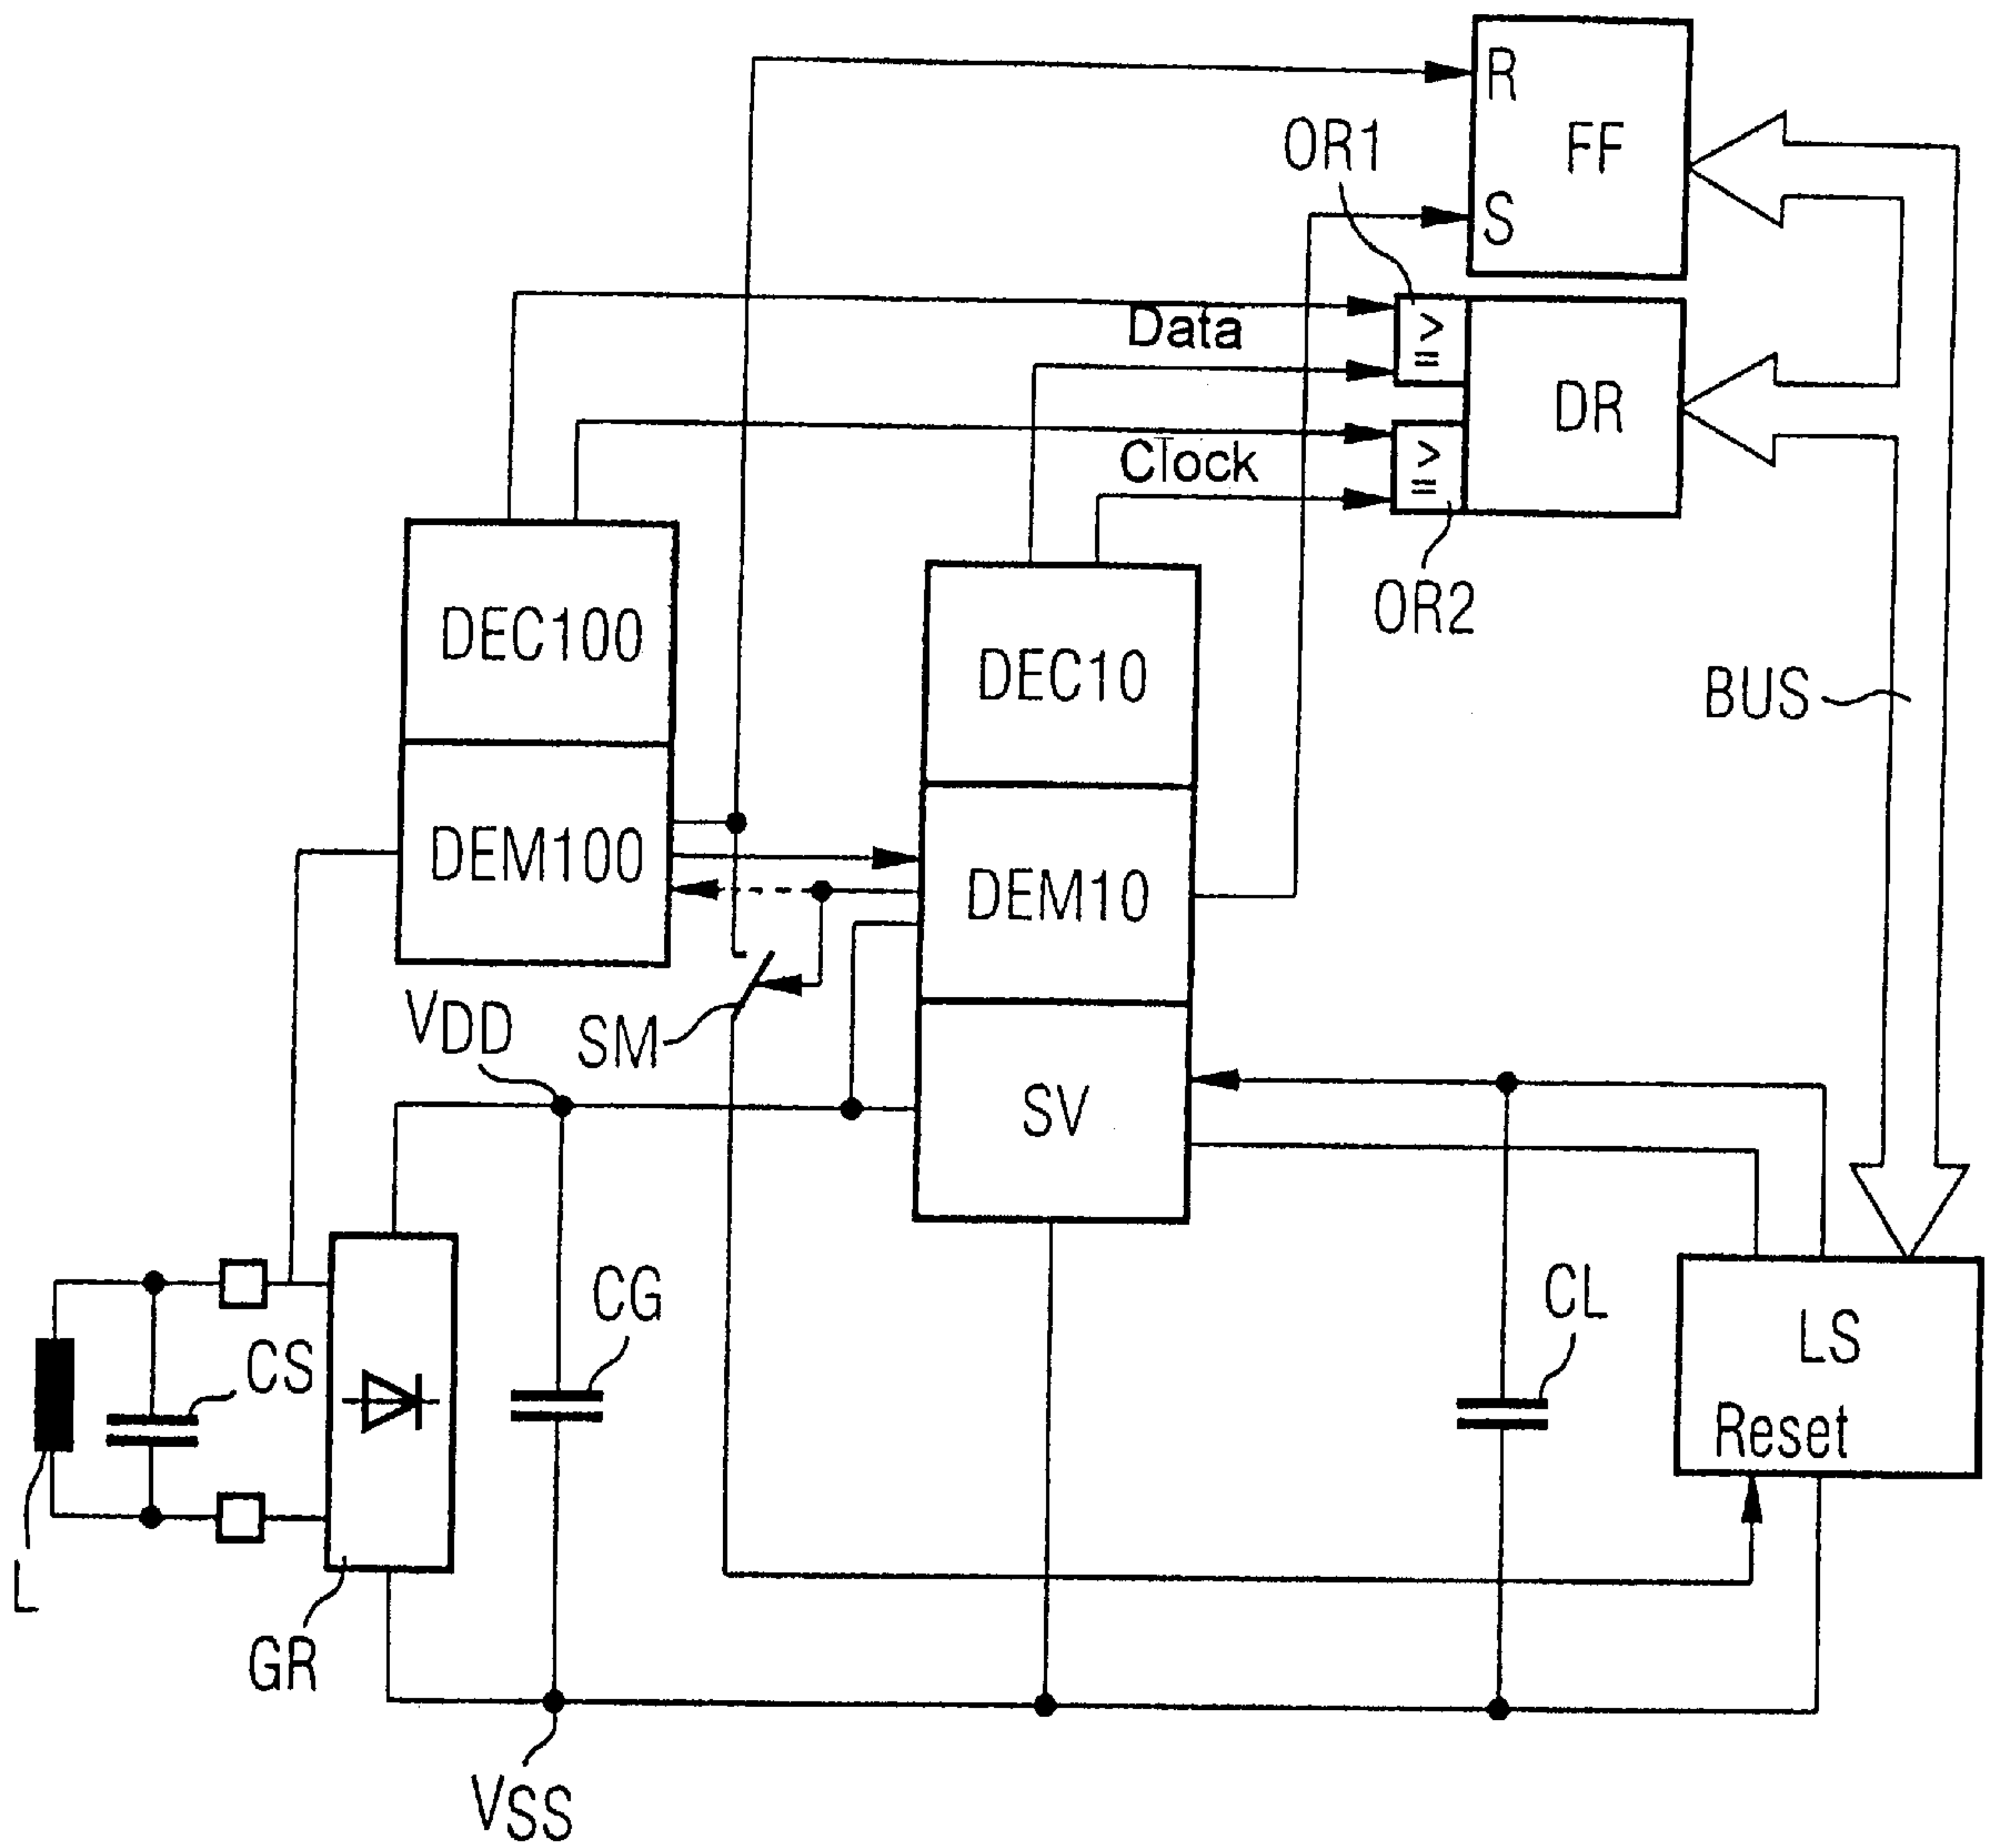 R
FF
OR1
S
Data
>
=
DR
Clock
>
=
DEC100
OR2
DEC10
BUS
DEM100
DEM10
VDD
SM
SV
CG
CL
CS
LS
Reset
L
GR
VSS